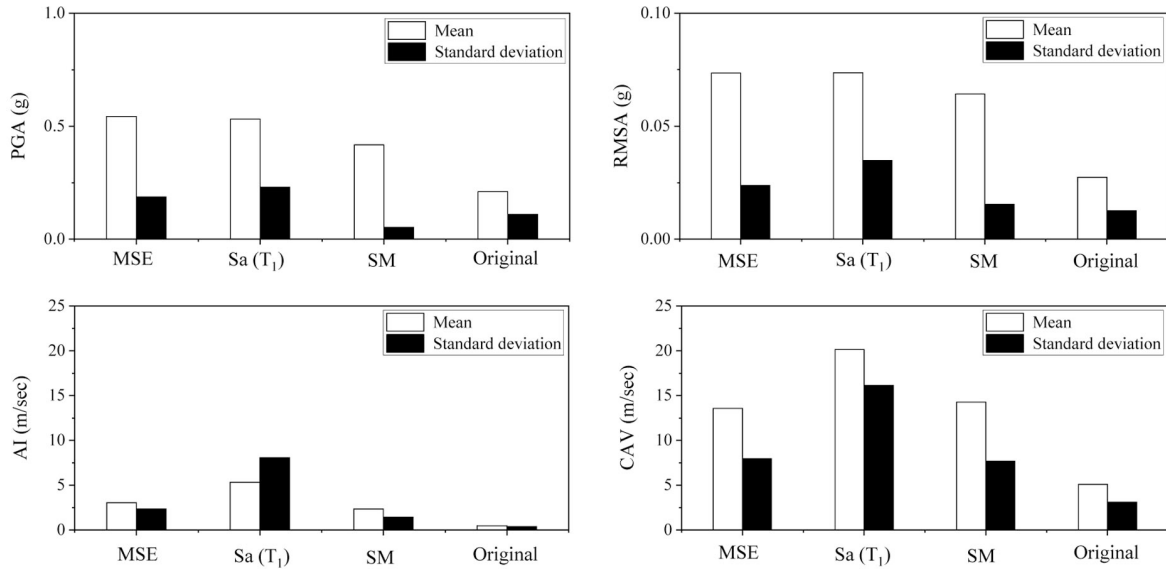 1.0
0.5
0.0
PGA (g)
Mean
Standard deviation
MSE
Sa (T₁)
SM
Original
0.10
0.05
0.00
RMSA (g)
Mean
Standard deviation
MSE
Sa (T₁)
SM
Original
25
20
15
10
5
0
AI (m/sec)
Mean
Standard deviation
MSE
Sa (T₁)
SM
Original
25
20
15
10
5
0
CAV (m/sec)
Mean
Standard deviation
MSE
Sa (T₁)
SM
Original